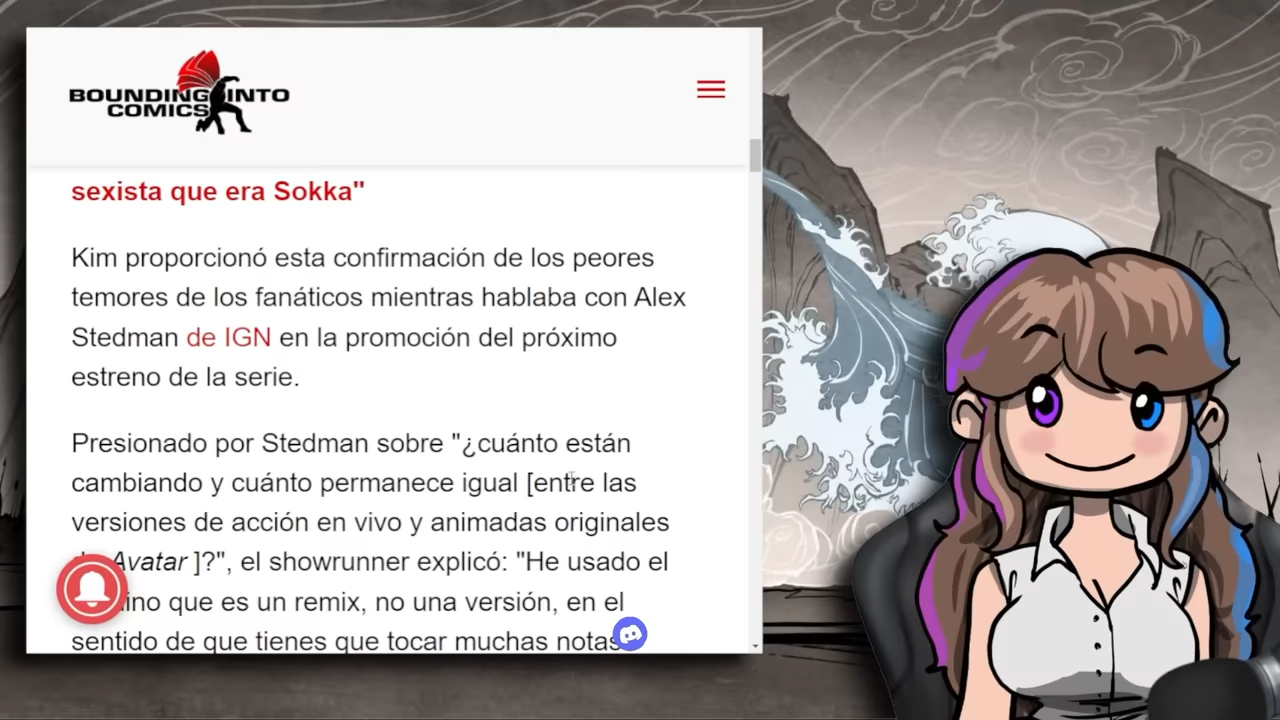 BOUNDING INTO
COMICS
sexista que era Sokka"
Kim proporcionó esta confirmación de los peores
temores de los fanáticos mientras hablaba con Alex
Stedman de IGN en la promoción del próximo
estreno de la serie.
Presionado por Stedman sobre "¿cuánto están
cambiando y cuánto permanece igual [entre las
versiones de acción en vivo y animadas originales
Avatar ]?", el showrunner explicó: "He usado el
que es un remix, no una versión, en el
sentido de que tienes que tocar muchas notas